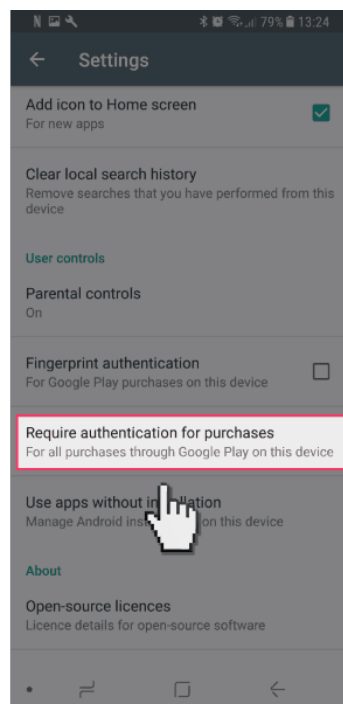 79% 13:24
Settings
Add icon to Home screen
For new apps
Clear local search history
Remove searches that you have performed from this
device
User controls
Parental controls
On
Fingerprint authentication
For Google Play purchases on this device
Require authentication for purchases
For all purchases through Google Play on this device
Use apps without
Manage Android on this device
About
Open-source licences
Licence details for open-source software